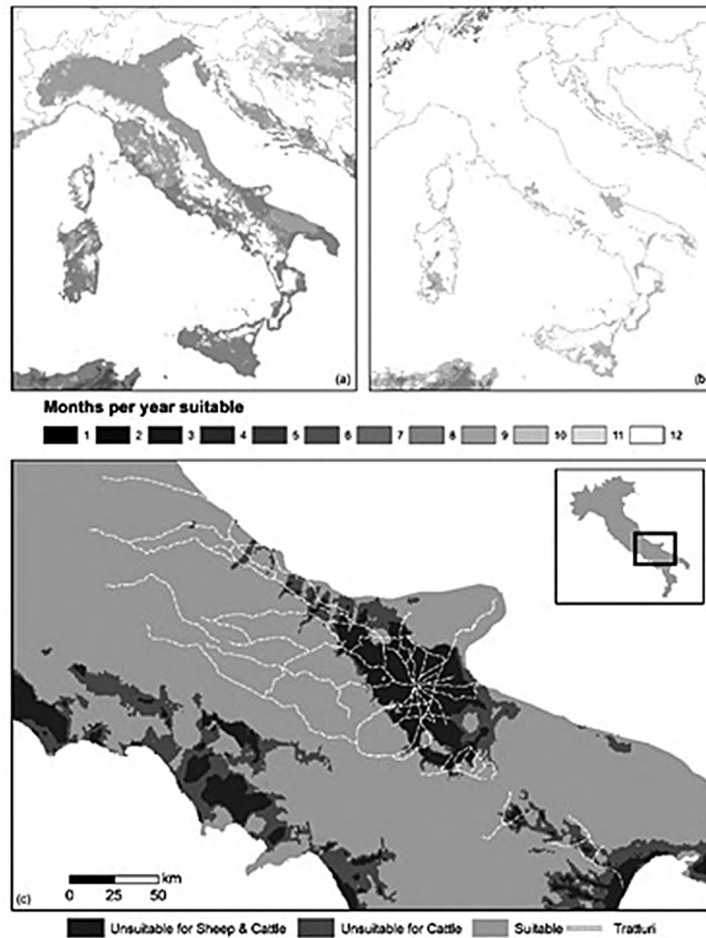 (a)
(b)
Months per year suitable
1 2 3 4 5 6 7 8 9 10 11 12
km
0 25 50
(c)
Unsuitable for Sheep & Cattle Unsuitable for Cattle Suitable Tratturi